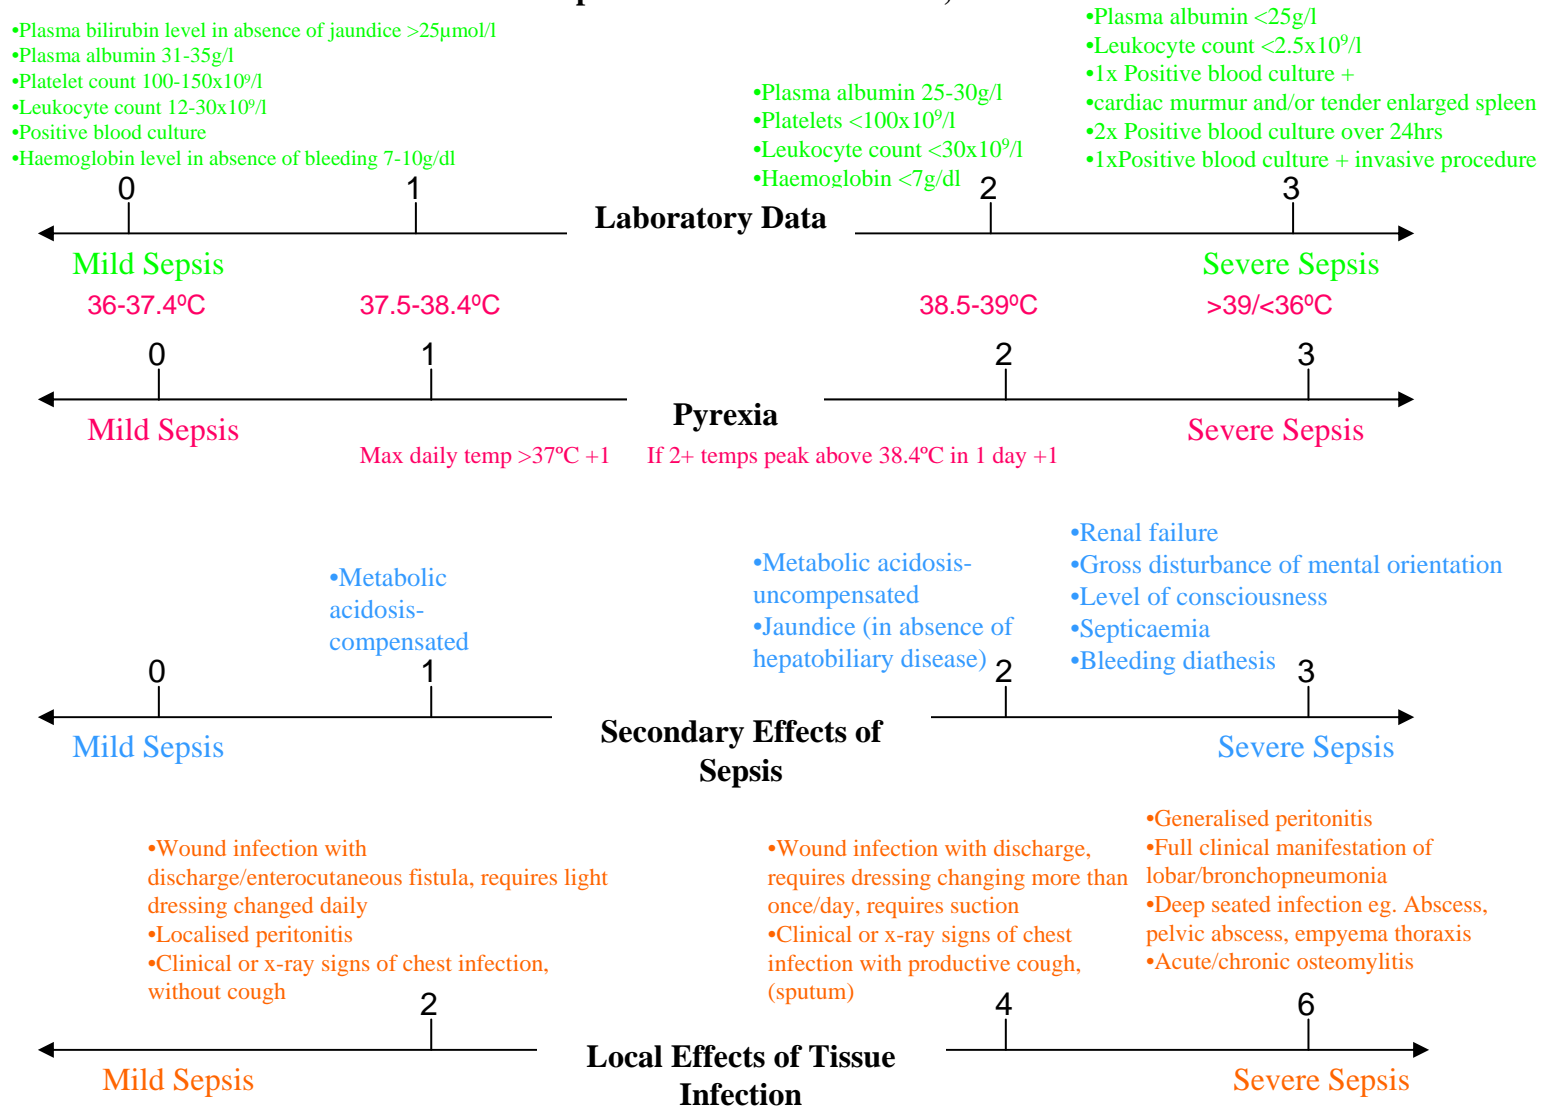 •Plasma bilirubin level in absence of jaundice >25µmol/l
•Plasma albumin 31-35g/l
•Platelet count 100-150x10⁹/l
•Leukocyte count 12-30x10⁹/l
•Positive blood culture
•Haemoglobin level in absence of bleeding 7-10g/dl
•Plasma albumin 25-30g/l
•Platelets <100x10⁹/l
•Leukocyte count <30x10⁹/l
•Haemoglobin <7g/dl
•Plasma albumin <25g/l
•Leukocyte count <2.5x10⁹/l
•1x Positive blood culture +
•cardiac murmur and/or tender enlarged spleen
•2x Positive blood culture over 24hrs
•1xPositive blood culture + invasive procedure
0 1 2 3
Laboratory Data
Mild Sepsis Severe Sepsis
36-37.4ºC 37.5-38.4ºC 38.5-39ºC >39/<36ºC
0 1 2 3
Pyrexia
Mild Sepsis Severe Sepsis
Max daily temp >37ºC +1 If 2+ temps peak above 38.4ºC in 1 day +1
•Metabolic
acidosis-
compensated
•Metabolic acidosis-
uncompensated
•Jaundice (in absence of
hepatobiliary disease)
•Renal failure
•Gross disturbance of mental orientation
•Level of consciousness
•Septicaemia
•Bleeding diathesis
0 1 2 3
Mild Sepsis Severe Sepsis
Secondary Effects of
Sepsis
•Wound infection with
discharge/enterocutaneous fistula, requires light
dressing changed daily
•Localised peritonitis
•Clinical or x-ray signs of chest infection,
without cough
•Wound infection with discharge,
requires dressing changing more than
once/day, requires suction
•Clinical or x-ray signs of chest
infection with productive cough,
(sputum)
•Generalised peritonitis
•Full clinical manifestation of
lobar/bronchopneumonia
•Deep seated infection eg. Abscess,
pelvic abscess, empyema thoraxis
•Acute/chronic osteomylitis
2 4 6
Local Effects of Tissue
Infection
Mild Sepsis Severe Sepsis